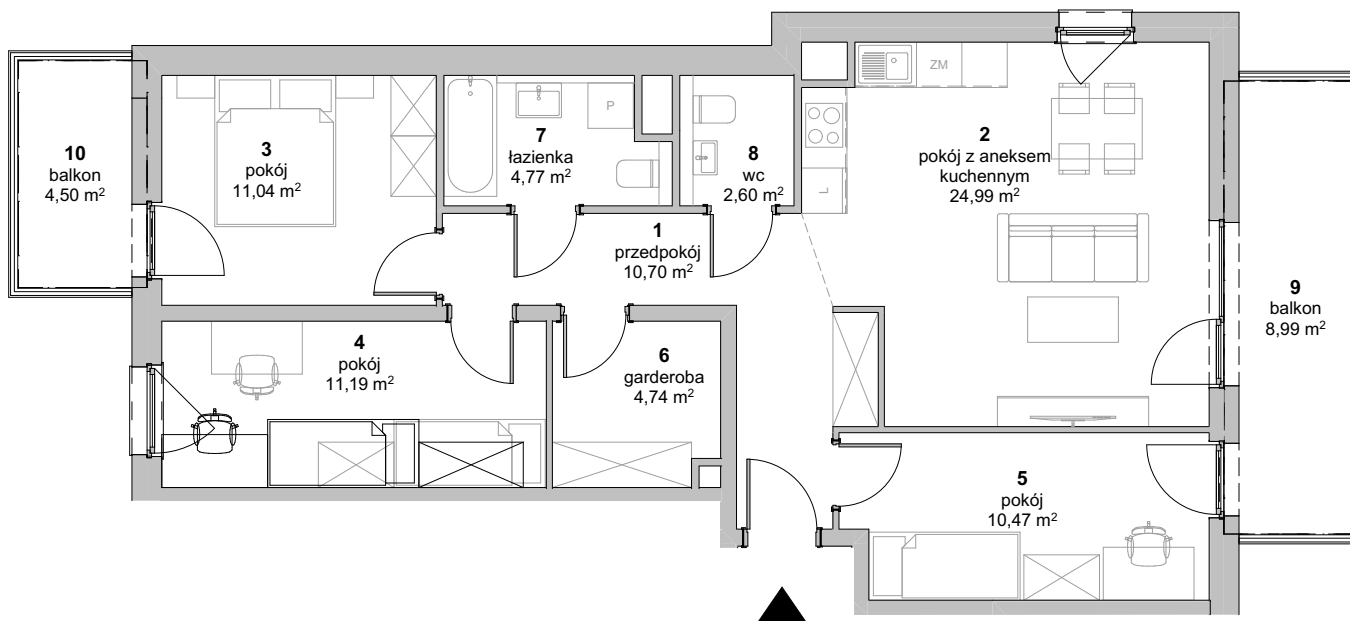 10
balkon
4,50 m²
3
pokój
11,04 m²
7
łazienka
4,77 m²
P
8
wc
2,60 m²
ZM
L
2
pokój z aneksem
kuchennym
24,99 m²
1
przedpokój
10,70 m²
9
balkon
8,99 m²
4
pokój
11,19 m²
6
garderoba
4,74 m²
5
pokój
10,47 m²